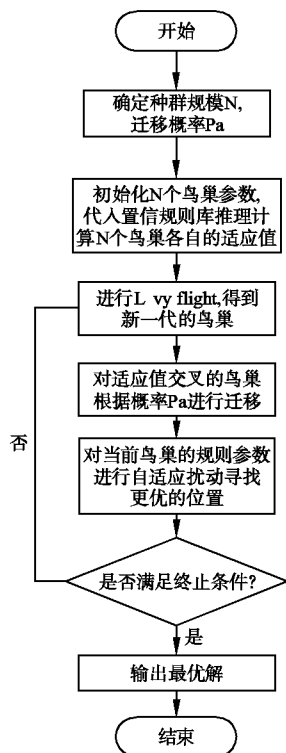 开始
确定种群规模N,
迁移概率Pa
初始化N个鸟巢参数,
代入置信规则库推理计
算N个鸟巢各自的适应值
进行L vy flight,得到
新一代的鸟巢
对适应值交叉的鸟巢
根据概率Pa进行迁移
否
对当前鸟巢的规则参数
进行自适应扰动寻找
更优的位置
是否满足终止条件?
是
输出最优解
结束